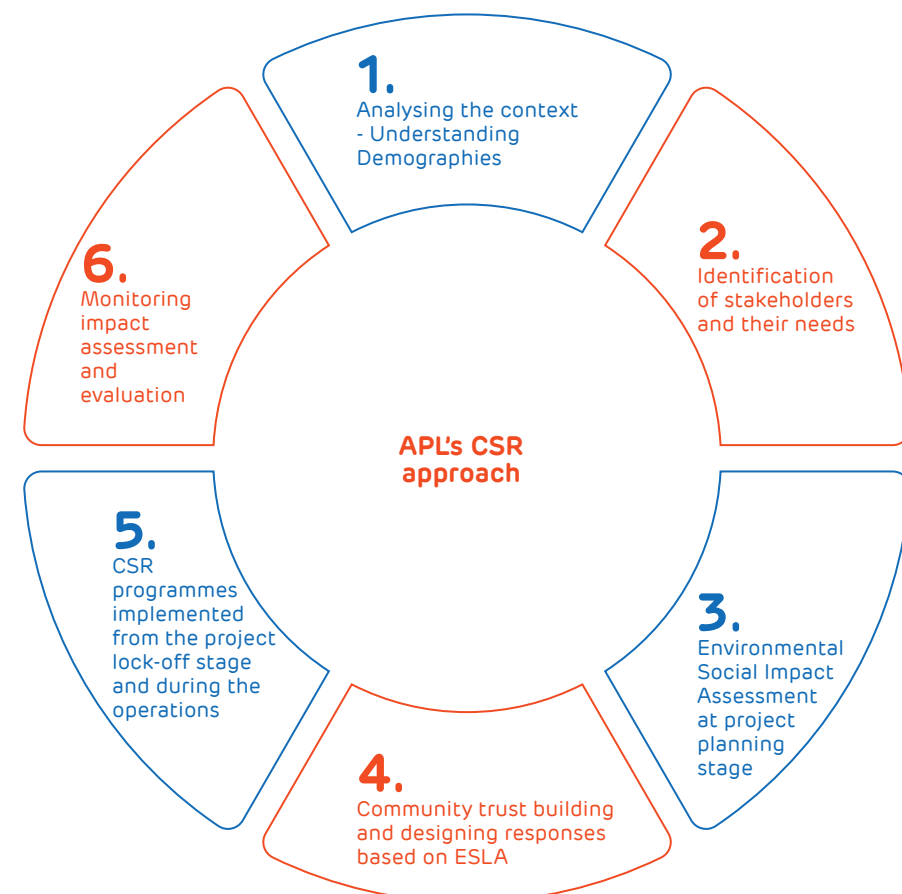 1.
Analysing the context
- Understanding
Demographies
2.
Identification
of stakeholders
and their needs
3.
Environmental
Social Impact
Assessment
at project
planning
stage
4.
Community trust building
and designing responses
based on ESLA
5.
CSR
programmes
implemented
from the project
lock-off stage
and during the
operations
6.
Monitoring
impact
assessment
and
evaluation
APL's CSR
approach